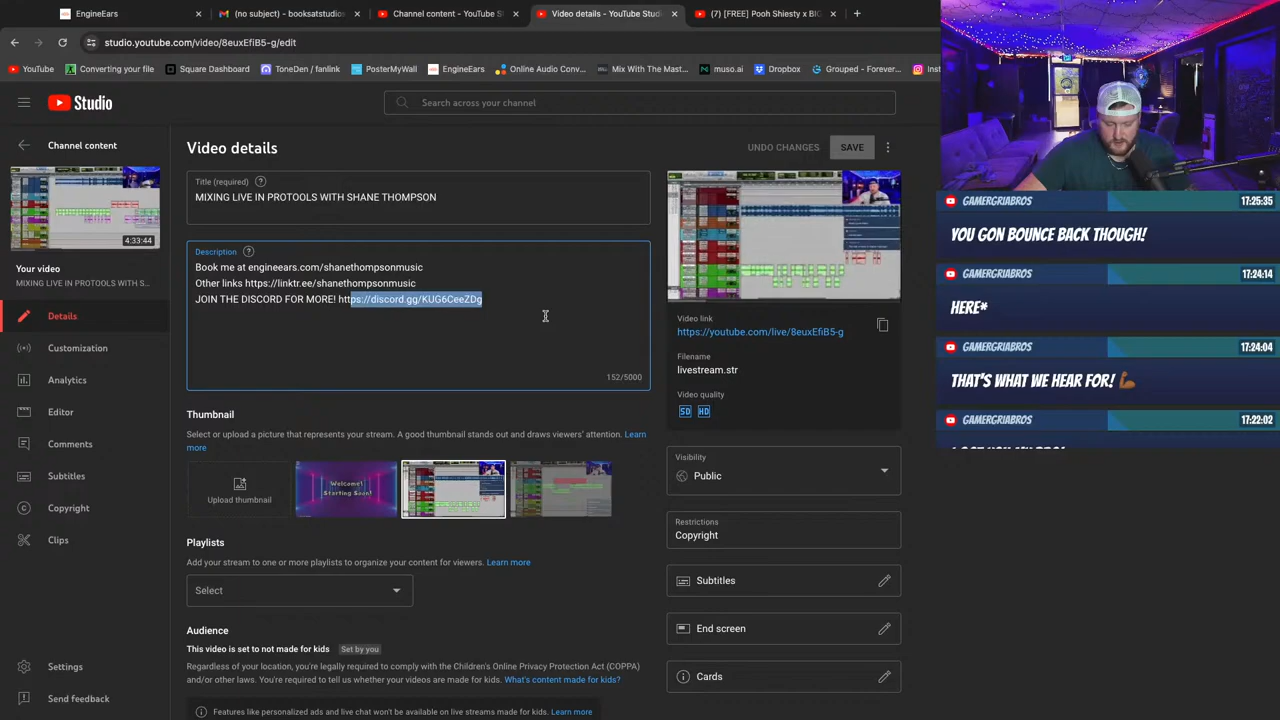 EngineEars
(no subject) - booksatstudios
Channel content - YouTube S
Video details - YouTube Studi
(7) [FREE] Pooh Shiesty x BIG
studio.youtube.com/video/8euxEfiB5-g/edit
YouTube
Converting your file
Square Dashboard
ToneDen / fanlink
PosterMyWall
EngineEars
Online Audio Conv...
Mix With The Mast...
muso.ai
Dropbox
Grouped - Forever...
Inst
Studio
Search across your channel
Channel content
4:33:44
Your video
MIXING LIVE IN PROTOOLS WITH S...
Details
Customization
Analytics
Editor
Comments
Subtitles
Copyright
Clips
Settings
Send feedback
Video details
UNDO CHANGES
SAVE
Title (required)
MIXING LIVE IN PROTOOLS WITH SHANE THOMPSON
Description
Book me at engineears.com/shanethompsonmusic
Other links https://linktr.ee/shanethompsonmusic
JOIN THE DISCORD FOR MORE! https://discord.gg/KUG6CeeZDg
152/5000
Thumbnail
Select or upload a picture that represents your stream. A good thumbnail stands out and draws viewers' attention. Learn
more
Upload thumbnail
Welcome!
Starting Soon!
Playlists
Add your stream to one or more playlists to organize your content for viewers. Learn more
Select
Audience
This video is set to not made for kids Set by you
Regardless of your location, you're legally required to comply with the Children's Online Privacy Protection Act (COPPA)
and/or other laws. You're required to tell us whether your videos are made for kids. What's content made for kids?
Features like personalized ads and live chat won't be available on live streams made for kids. Learn more
Video link
https://youtube.com/live/8euxEfiB5-g
Filename
livestream.str
Video quality
SD HD
Visibility
Public
Restrictions
Copyright
Subtitles
End screen
Cards
GAMERGRIABROS
17:25:35
YOU GON BOUNCE BACK THOUGH!
GAMERGRIABROS
17:24:14
HERE*
GAMERGRIABROS
17:24:04
THAT'S WHAT WE HEAR FOR! 💪🏾
GAMERGRIABROS
17:22:02